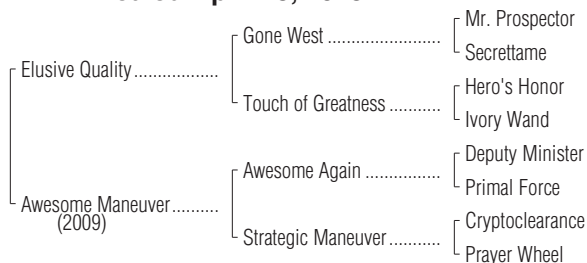 Mr. Prospector
Gone West
Secrettame
Elusive Quality
Hero's Honor
Touch of Greatness
Ivory Wand
Deputy Minister
Awesome Again
Primal Force
Awesome Maneuver
(2009)
Cryptoclearance
Strategic Maneuver
Prayer Wheel